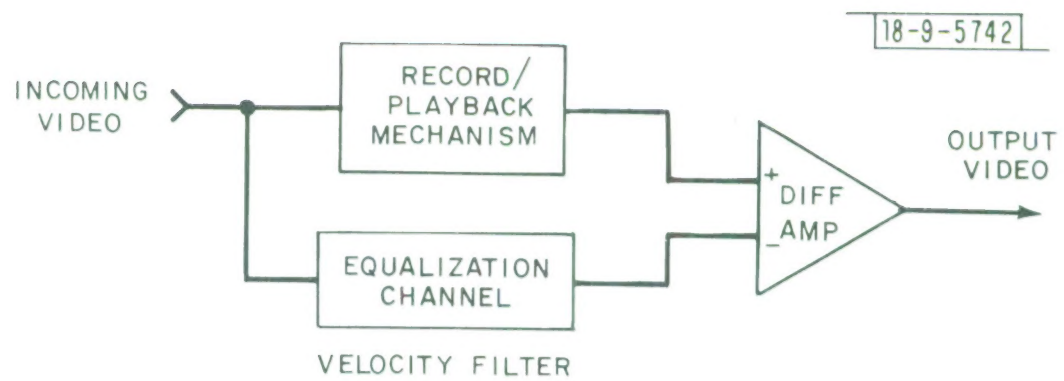 18-9-5742
INCOMING
VIDEO
RECORD/
PLAYBACK
MECHANISM
EQUALIZATION
CHANNEL
+
DIFF
AMP
-
OUTPUT
VIDEO
VELOCITY FILTER